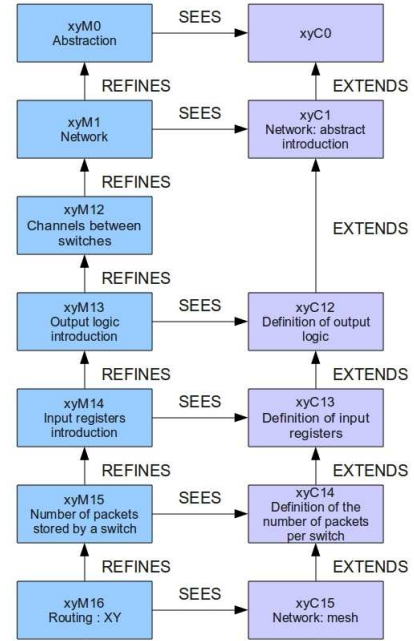 xyM0
Abstraction
SEES
xyC0
REFINES
EXTENDS
xyM1
Network
SEES
xyC1
Network: abstract
introduction
REFINES
xyM12
Channels between
switches
EXTENDS
REFINES
xyM13
Output logic
introduction
SEES
xyC12
Definition of output
logic
REFINES
EXTENDS
xyM14
Input registers
introduction
SEES
xyC13
Definition of input
registers
REFINES
EXTENDS
xyM15
Number of packets
stored by a switch
SEES
xyC14
Definition of the
number of packets
per switch
REFINES
EXTENDS
xyM16
Routing : XY
SEES
xyC15
Network: mesh